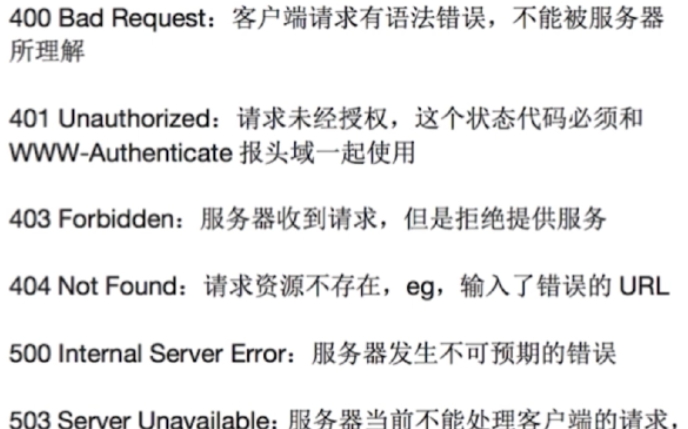 400 Bad Request：客户端请求有语法错误，不能被服务器
所理解
401 Unauthorized：请求未经授权，这个状态代码必须和
WWW-Authenticate 报头域一起使用
403 Forbidden：服务器收到请求，但是拒绝提供服务
404 Not Found：请求资源不存在，eg，输入了错误的 URL
500 Internal Server Error：服务器发生不可预期的错误
503 Server Unavailable：服务器当前不能处理客户端的请求，